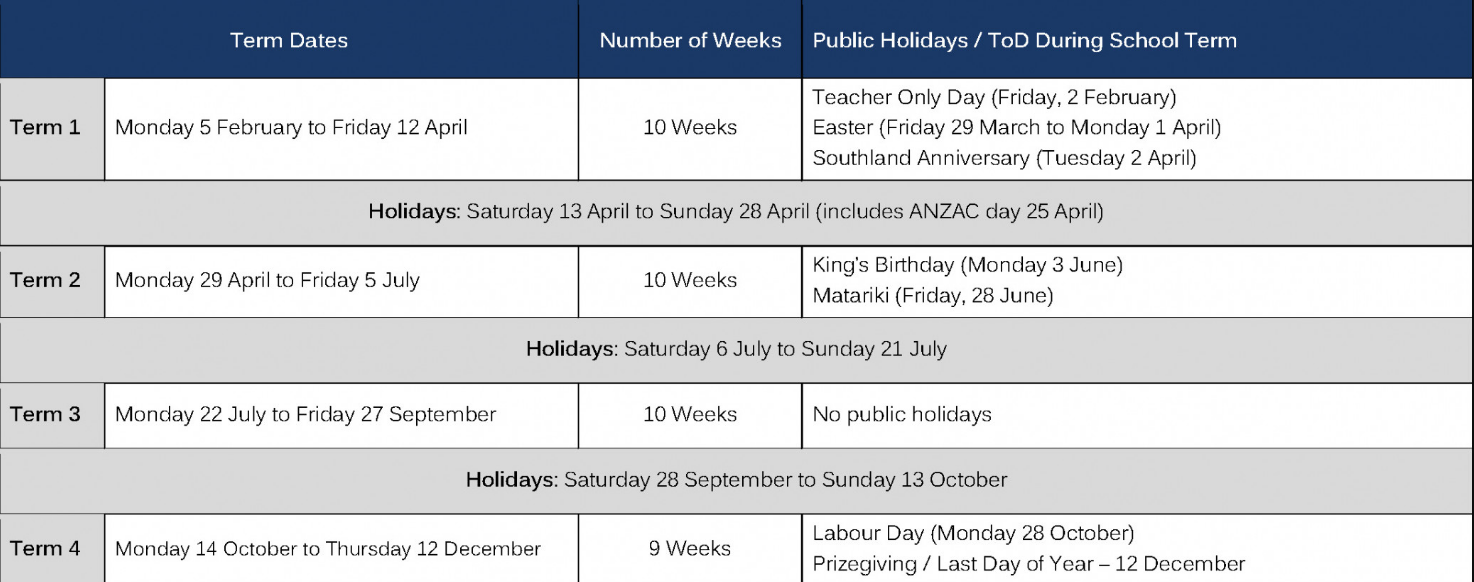 Term Dates Number of Weeks Public Holidays / ToD During School Term
Term 1 Monday 5 February to Friday 12 April 10 Weeks Teacher Only Day (Friday, 2 February)
Easter (Friday 29 March to Monday 1 April)
Southland Anniversary (Tuesday 2 April)
Holidays: Saturday 13 April to Sunday 28 April (includes ANZAC day 25 April)
Term 2 Monday 29 April to Friday 5 July 10 Weeks King's Birthday (Monday 3 June)
Matariki (Friday, 28 June)
Holidays: Saturday 6 July to Sunday 21 July
Term 3 Monday 22 July to Friday 27 September 10 Weeks No public holidays
Holidays: Saturday 28 September to Sunday 13 October
Term 4 Monday 14 October to Thursday 12 December 9 Weeks Labour Day (Monday 28 October)
Prizegiving / Last Day of Year – 12 December